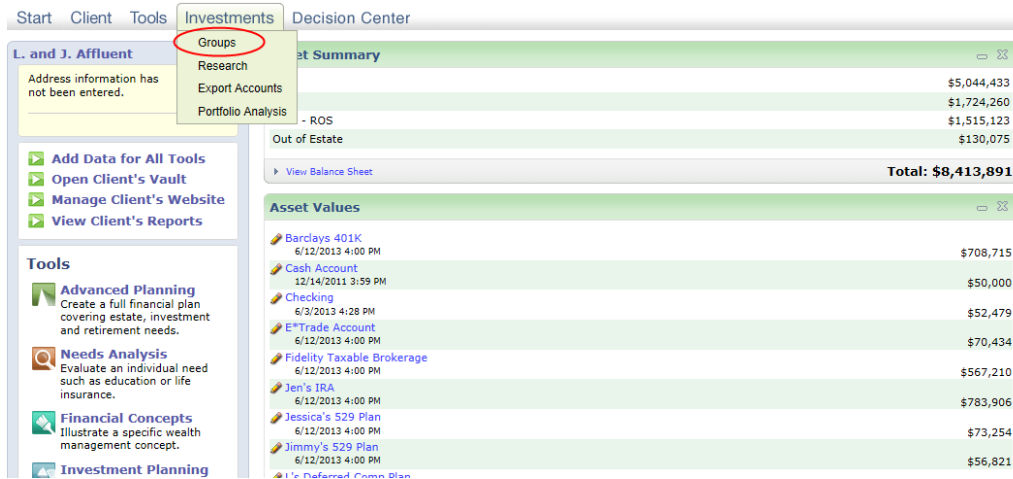 Start Client Tools Investments Decision Center
Groups
Research
Export Accounts
Portfolio Analysis
L. and J. Affluent
Address information has
not been entered.
Add Data for All Tools
Open Client's Vault
Manage Client's Website
View Client's Reports
Tools
Advanced Planning
Create a full financial plan
covering estate, investment
and retirement needs.
Needs Analysis
Evaluate an individual need
such as education or life
insurance.
Financial Concepts
Illustrate a specific wealth
management concept.
Investment Planning
Summary
$5,044,433
$1,724,260
- ROS $1,515,123
Out of Estate $130,075
View Balance Sheet Total: $8,413,891
Asset Values
Barclays 401K
6/12/2013 4:00 PM $708,715
Cash Account
12/14/2011 3:59 PM $50,000
Checking
6/3/2013 4:28 PM $52,479
E*Trade Account
6/12/2013 4:00 PM $70,434
Fidelity Taxable Brokerage
6/12/2013 4:00 PM $567,210
Jen's IRA
6/12/2013 4:00 PM $783,906
Jessica's 529 Plan
6/12/2013 4:00 PM $73,254
Jimmy's 529 Plan
6/12/2013 4:00 PM $56,821
L's Deferred Comp Plan